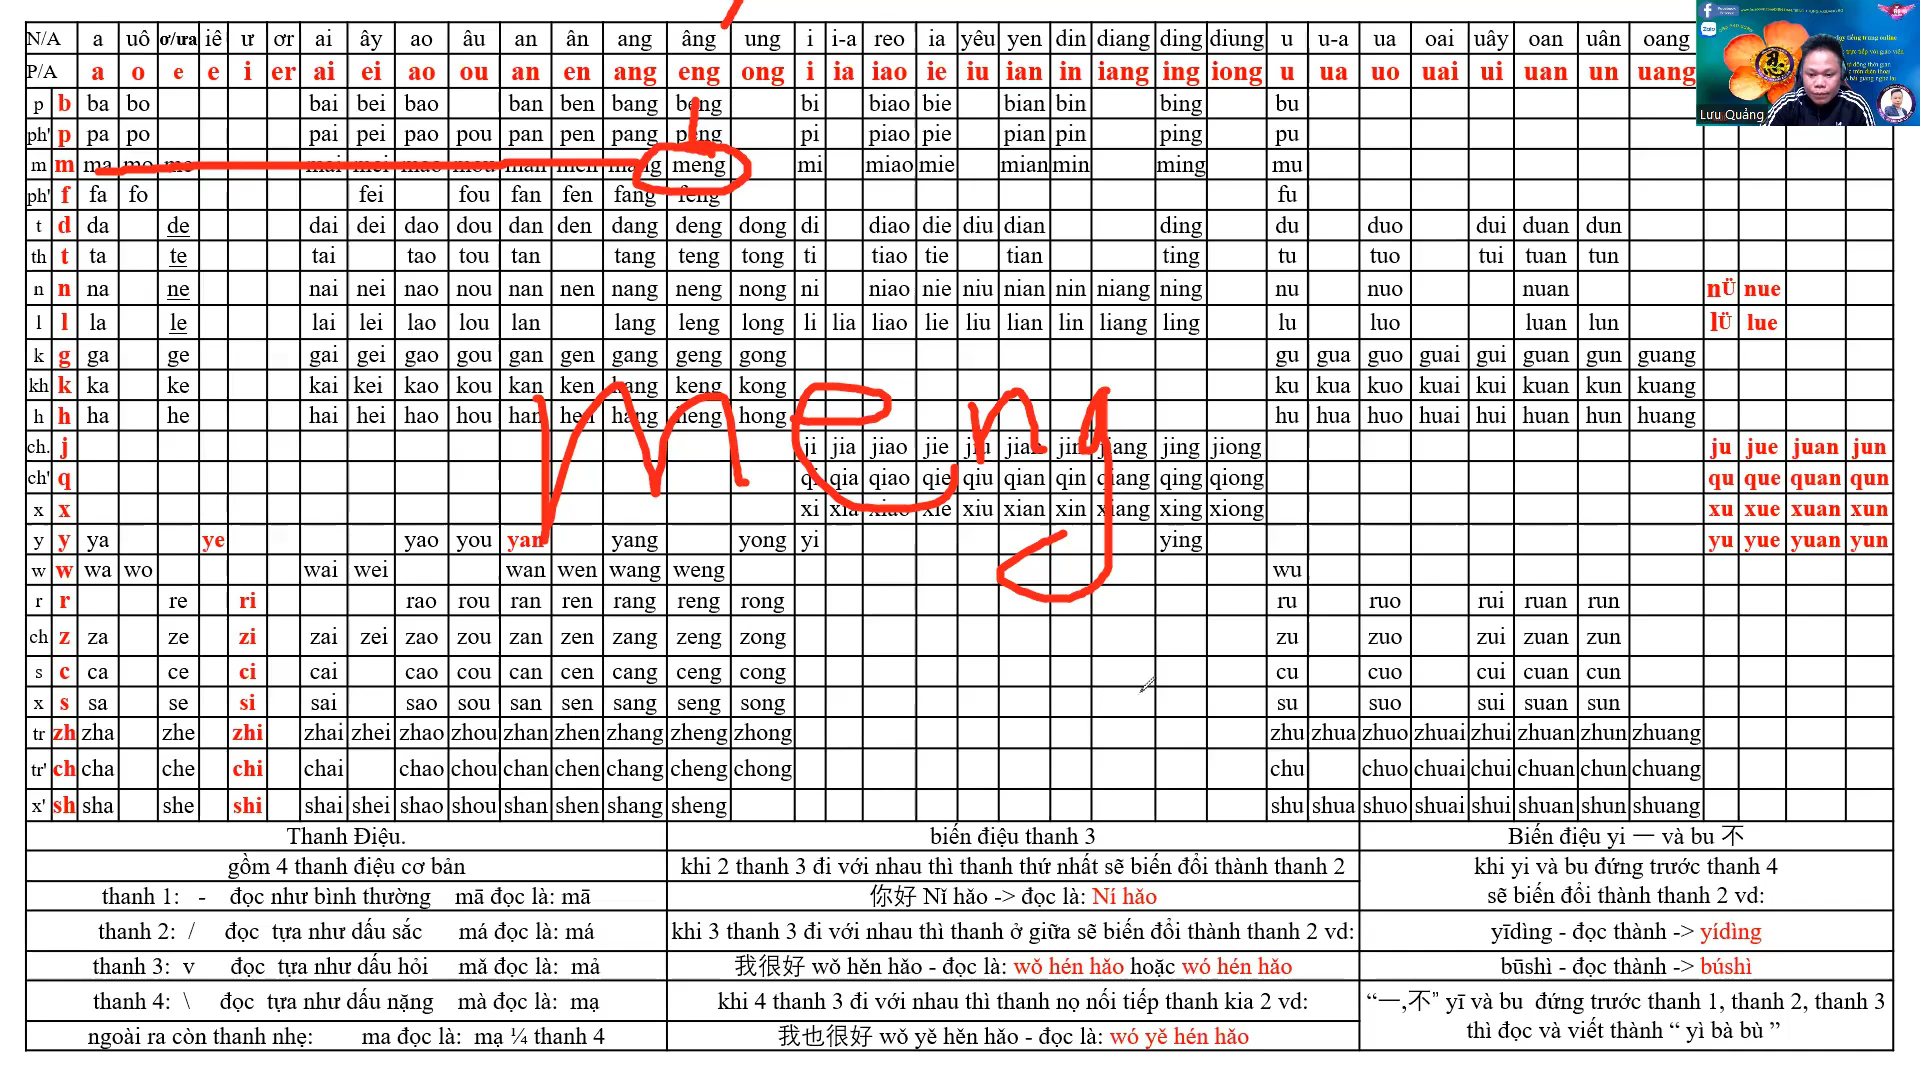 N/A a uô ơ/ưa iê ư ơr ai ây ao âu an ân ang âng ung i i-a reo ia yêu yen din diang ding diung u u-a ua oai uây oan uân oang
P/A a o e e i er ai ei ao ou an en ang eng ong i ia iao ie iu ian in iang ing iong u ua uo uai ui uan un uang
p b ba bo bai bei bao ban ben bang beng bi biao bie bian bin bing bu
ph' p pa po pai pei pao pou pan pen pang peng pi piao pie pian pin ping pu
m m ma mo me mai mei mao mou man men mang meng mi miao mie mian min ming mu
ph' f fa fo fei fou fan fen fang feng fu
t d da de dai dei dao dou dan den dang deng dong di diao die diu dian ding du duo dui duan dun
th t ta te tai tao tou tan tang teng tong ti tiao tie tian ting tu tuo tui tuan tun
n n na ne nai nei nao nou nan nen nang neng nong ni niao nie niu nian nin niang ning nu nuo nuan nÜ nue
l l la le lai lei lao lou lan lang leng long li lia liao lie liu lian lin liang ling lu luo luan lun lÜ lue
k g ga ge gai gei gao gou gan gen gang geng gong gu gua guo guai gui guan gun guang
kh k ka ke kai kei kao kou kan ken kang keng kong ku kua kuo kuai kui kuan kun kuang
h h ha he hai hei hao hou han hen hang heng hong hu hua huo huai hui huan hun huang
meng
ch. j ji jia jiao jie jiu jian jin jiang jing jiong ju jue juan jun
ch' q qi qia qiao qie qiu qian qin qiang qing qiong qu que quan qun
x x xi xia xiao xie xiu xian xin xiang xing xiong xu xue xuan xun
y y ya ye yao you yan yang yong yi ying yu yue yuan yun
w w wa wo wai wei wan wen wang weng wu
r r re ri rao rou ran ren rang reng rong ru ruo rui ruan run
ch z za ze zi zai zei zao zou zan zen zang zeng zong zu zuo zui zuan zun
s c ca ce ci cai cao cou can cen cang ceng cong cu cuo cui cuan cun
x s sa se si sai sao sou san sen sang seng song su suo sui suan sun
tr zh zha zhe zhi zhai zhei zhao zhou zhan zhen zhang zheng zhong zhu zhua zhuo zhuai zhui zhuan zhun zhuang
tr' ch cha che chi chai chao chou chan chen chang cheng chong chu chuo chuai chui chuan chun chuang
x' sh sha she shi shai shei shao shou shan shen shang sheng shu shua shuo shuai shui shuan shun shuang
Thanh Điệu.
gồm 4 thanh điệu cơ bản
thanh 1: - đọc như bình thường mā đọc là: mā
thanh 2: / đọc tựa như dấu sắc má đọc là: má
thanh 3: v đọc tựa như dấu hỏi mă đọc là: mả
thanh 4: \ đọc tựa như dấu nặng mà đọc là: mạ
ngoài ra còn thanh nhẹ: ma đọc là: mạ ¼ thanh 4
biến điệu thanh 3
khi 2 thanh 3 đi với nhau thì thanh thứ nhất sẽ biến đổi thành thanh 2
你好 Nǐ hǎo -> đọc là: Ní hǎo
khi 3 thanh 3 đi với nhau thì thanh ở giữa sẽ biến đổi thành thanh 2 vd:
我很好 wǒ hěn hǎo - đọc là: wǒ hén hǎo hoặc wó hén hǎo
khi 4 thanh 3 đi với nhau thì thanh nọ nối tiếp thanh kia 2 vd:
我也很好 wǒ yě hěn hǎo - đọc là: wó yě hén hǎo
Biến điệu yi 一 và bu 不
khi yi và bu đứng trước thanh 4
sẽ biến đổi thành thanh 2 vd:
yīdìng - đọc thành -> yídìng
būshì - đọc thành -> búshì
“一,不” yī và bu đứng trước thanh 1, thanh 2, thanh 3
thì đọc và viết thành “ yì bà bù ”
Zalo
Lưu Quảng